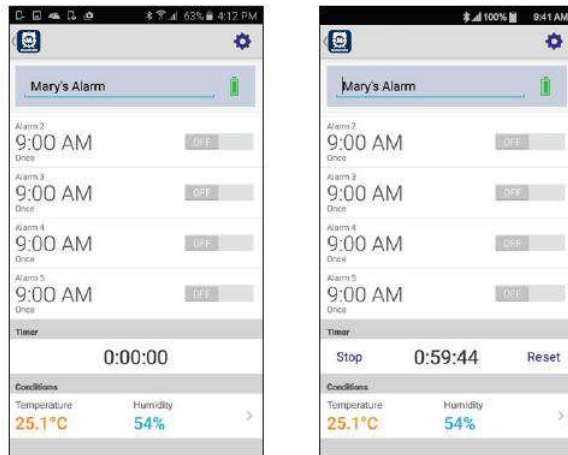 63% 4:12 PM
Mary's Alarm
Alarm 2
9:00 AM
OFF
Once
Alarm 3
9:00 AM
OFF
Once
Alarm 4
9:00 AM
OFF
Once
Alarm 5
9:00 AM
OFF
Once
Timer
0:00:00
Conditions
Temperature Humidity
25.1°C 54%
100% 9:41 AM
Mary's Alarm
Alarm 2
9:00 AM
OFF
Once
Alarm 3
9:00 AM
OFF
Once
Alarm 4
9:00 AM
OFF
Once
Alarm 5
9:00 AM
OFF
Once
Timer
Stop 0:59:44 Reset
Conditions
Temperature Humidity
25.1°C 54%